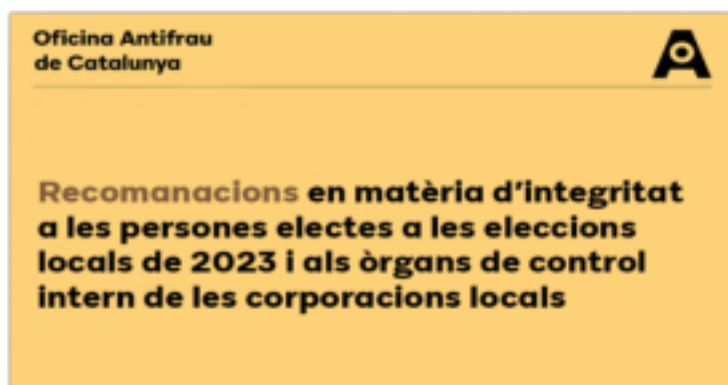 Oficina Antifrau
de Catalunya
Recomanacions en matèria d'integritat
a les persones electes a les eleccions
locals de 2023 i als òrgans de control
intern de les corporacions locals